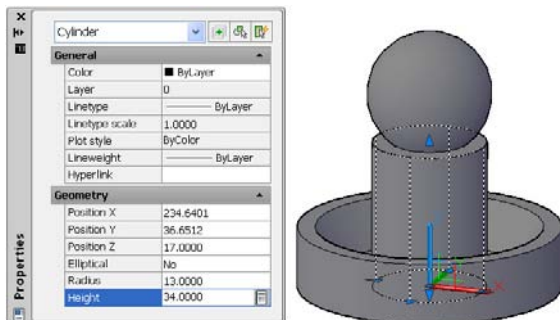 Cylinder
General
Color ByLayer
Layer 0
Linetype ByLayer
Linetype scale 1.0000
Plot style ByColor
Lineweight ByLayer
Hyperlink
Geometry
Position X 234.6401
Position Y 36.6512
Position Z 17.0000
Elliptical No
Radius 13.0000
Height 34.0000
Properties
X